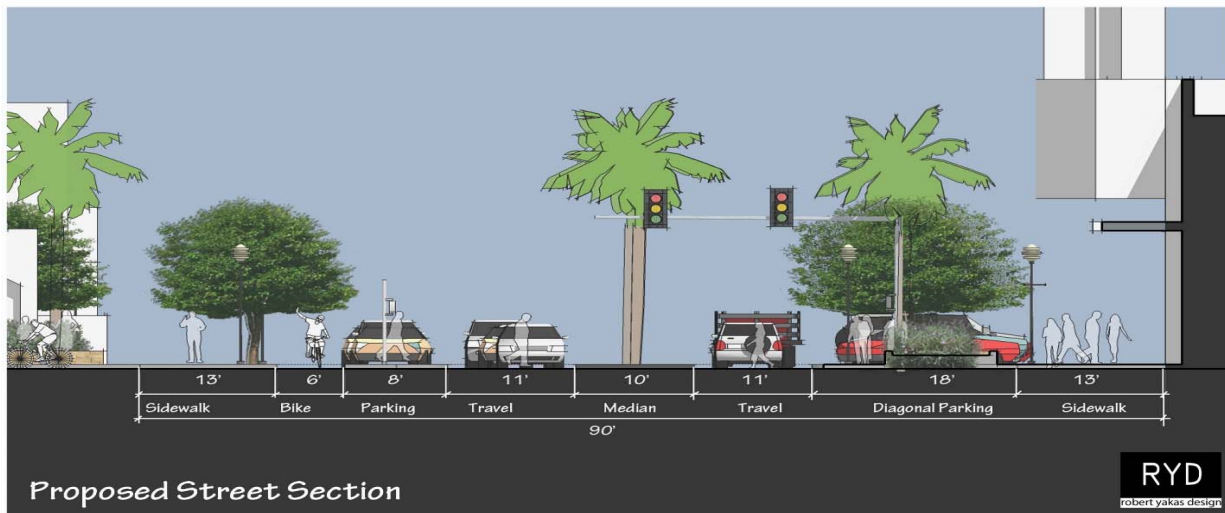 13' 6' 8' 11' 10' 11' 18' 13'
Sidewalk Bike Parking Travel Median Travel Diagonal Parking Sidewalk
90'
Proposed Street Section
RYD
robert yakas design